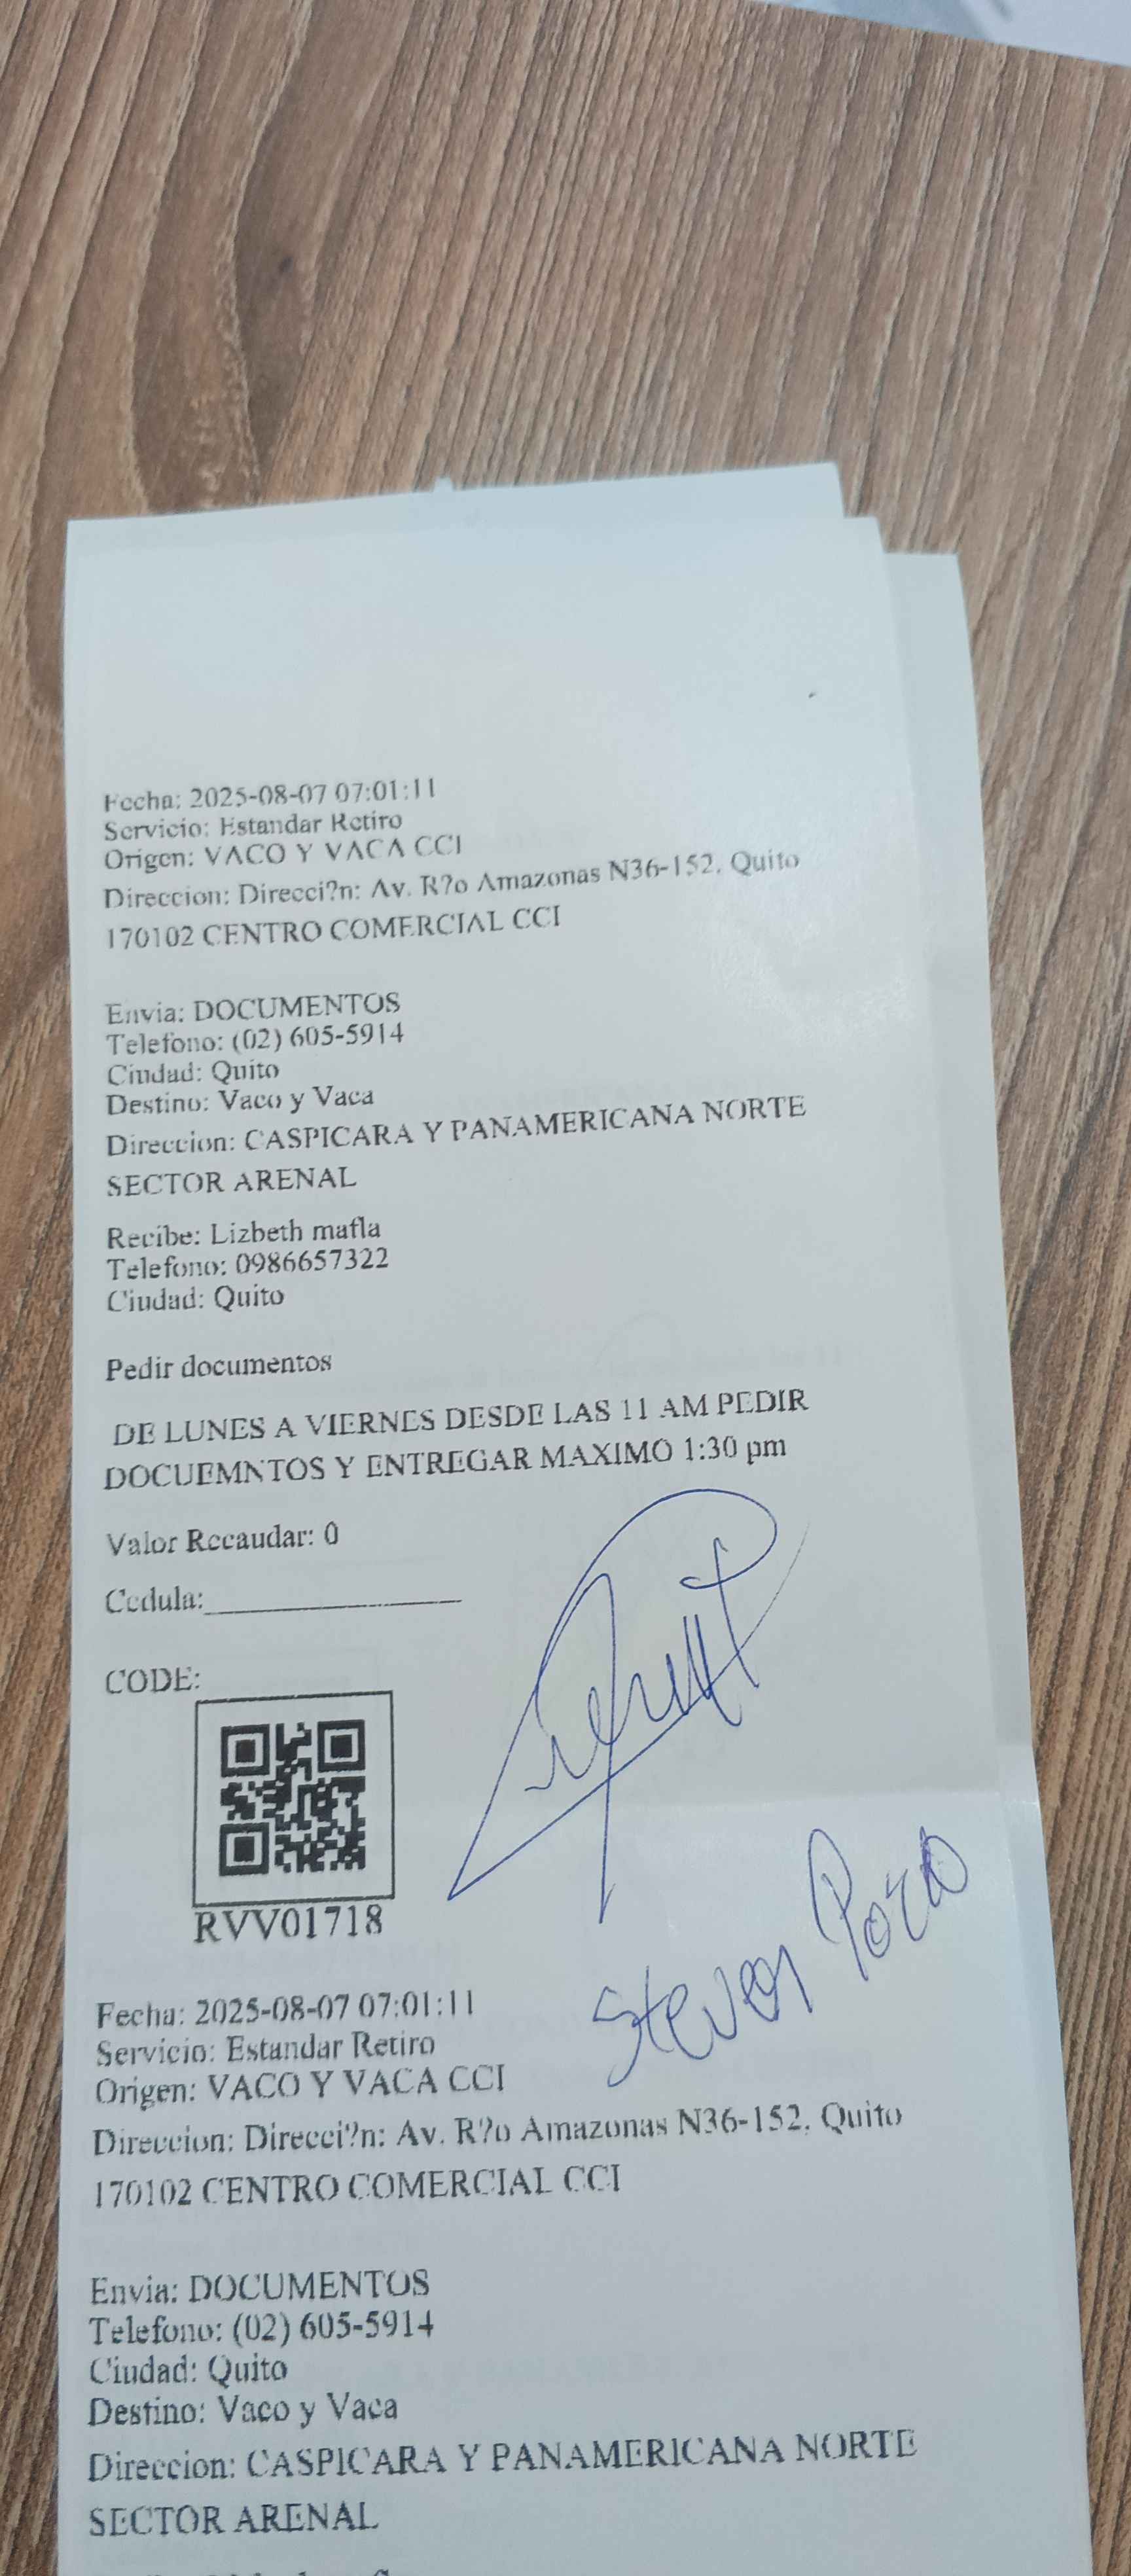 Fecha: 2025-08-07 07:01:11
Servicio: Estandar Retiro
Origen: VACO Y VACA CCI
Direccion: Direcci?n: Av. R?o Amazonas N36-152, Quito
170102 CENTRO COMERCIAL CCI
Envia: DOCUMENTOS
Telefono: (02) 605-5914
Ciudad: Quito
Destino: Vaco y Vaca
Direccion: CASPICARA Y PANAMERICANA NORTE
SECTOR ARENAL
Recibe: Lizbeth mafla
Telefono: 0986657322
Ciudad: Quito
Pedir documentos
DE LUNES A VIERNES DESDE LAS 11 AM PEDIR
DOCUEMNTOS Y ENTREGAR MAXIMO 1:30 pm
Valor Recaudar: 0
Cedula:
CODE:
RVV01718
Steven Pozo
Fecha: 2025-08-07 07:01:11
Servicio: Estandar Retiro
Origen: VACO Y VACA CCI
Direccion: Direcci?n: Av. R?o Amazonas N36-152, Quito
170102 CENTRO COMERCIAL CCI
Envia: DOCUMENTOS
Telefono: (02) 605-5914
Ciudad: Quito
Destino: Vaco y Vaca
Direccion: CASPICARA Y PANAMERICANA NORTE
SECTOR ARENAL